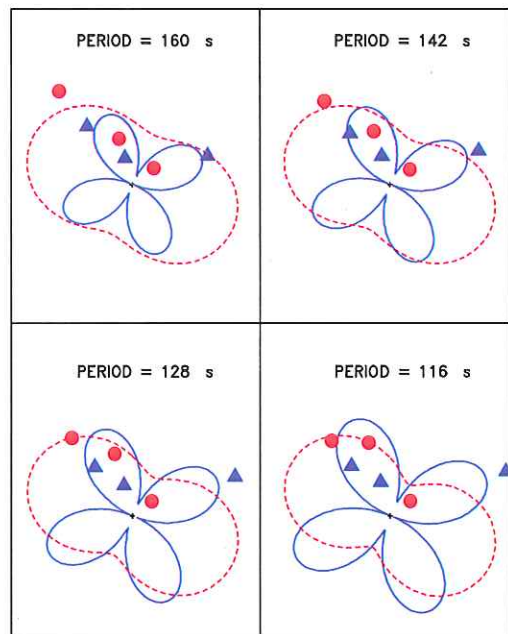 PERIOD = 160 s
PERIOD = 142 s
PERIOD = 128 s
PERIOD = 116 s